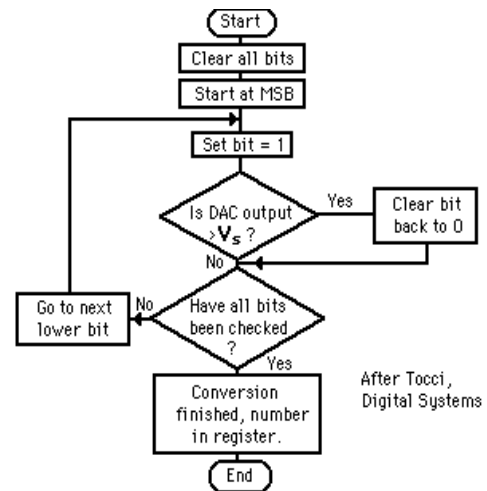 Start
Clear all bits
Start at MSB
Set bit = 1
Is DAC output
>Vs ?
Yes
Clear bit
back to 0
No
Have all bits
been checked
?
No
Go to next
lower bit
Yes
Conversion
finished, number
in register.
After Tocci,
Digital Systems
End